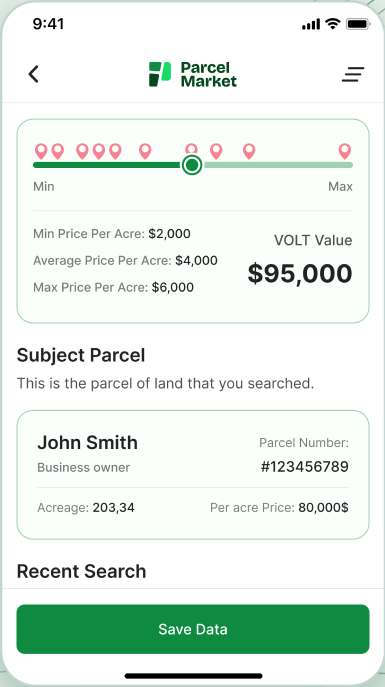 9:41
Parcel
Market
Min Max
Min Price Per Acre: $2,000
Average Price Per Acre: $4,000
Max Price Per Acre: $6,000
VOLT Value
$95,000
Subject Parcel
This is the parcel of land that you searched.
John Smith
Business owner
Parcel Number:
#123456789
Acreage: 203,34
Per acre Price: 80,000$
Recent Search
Save Data